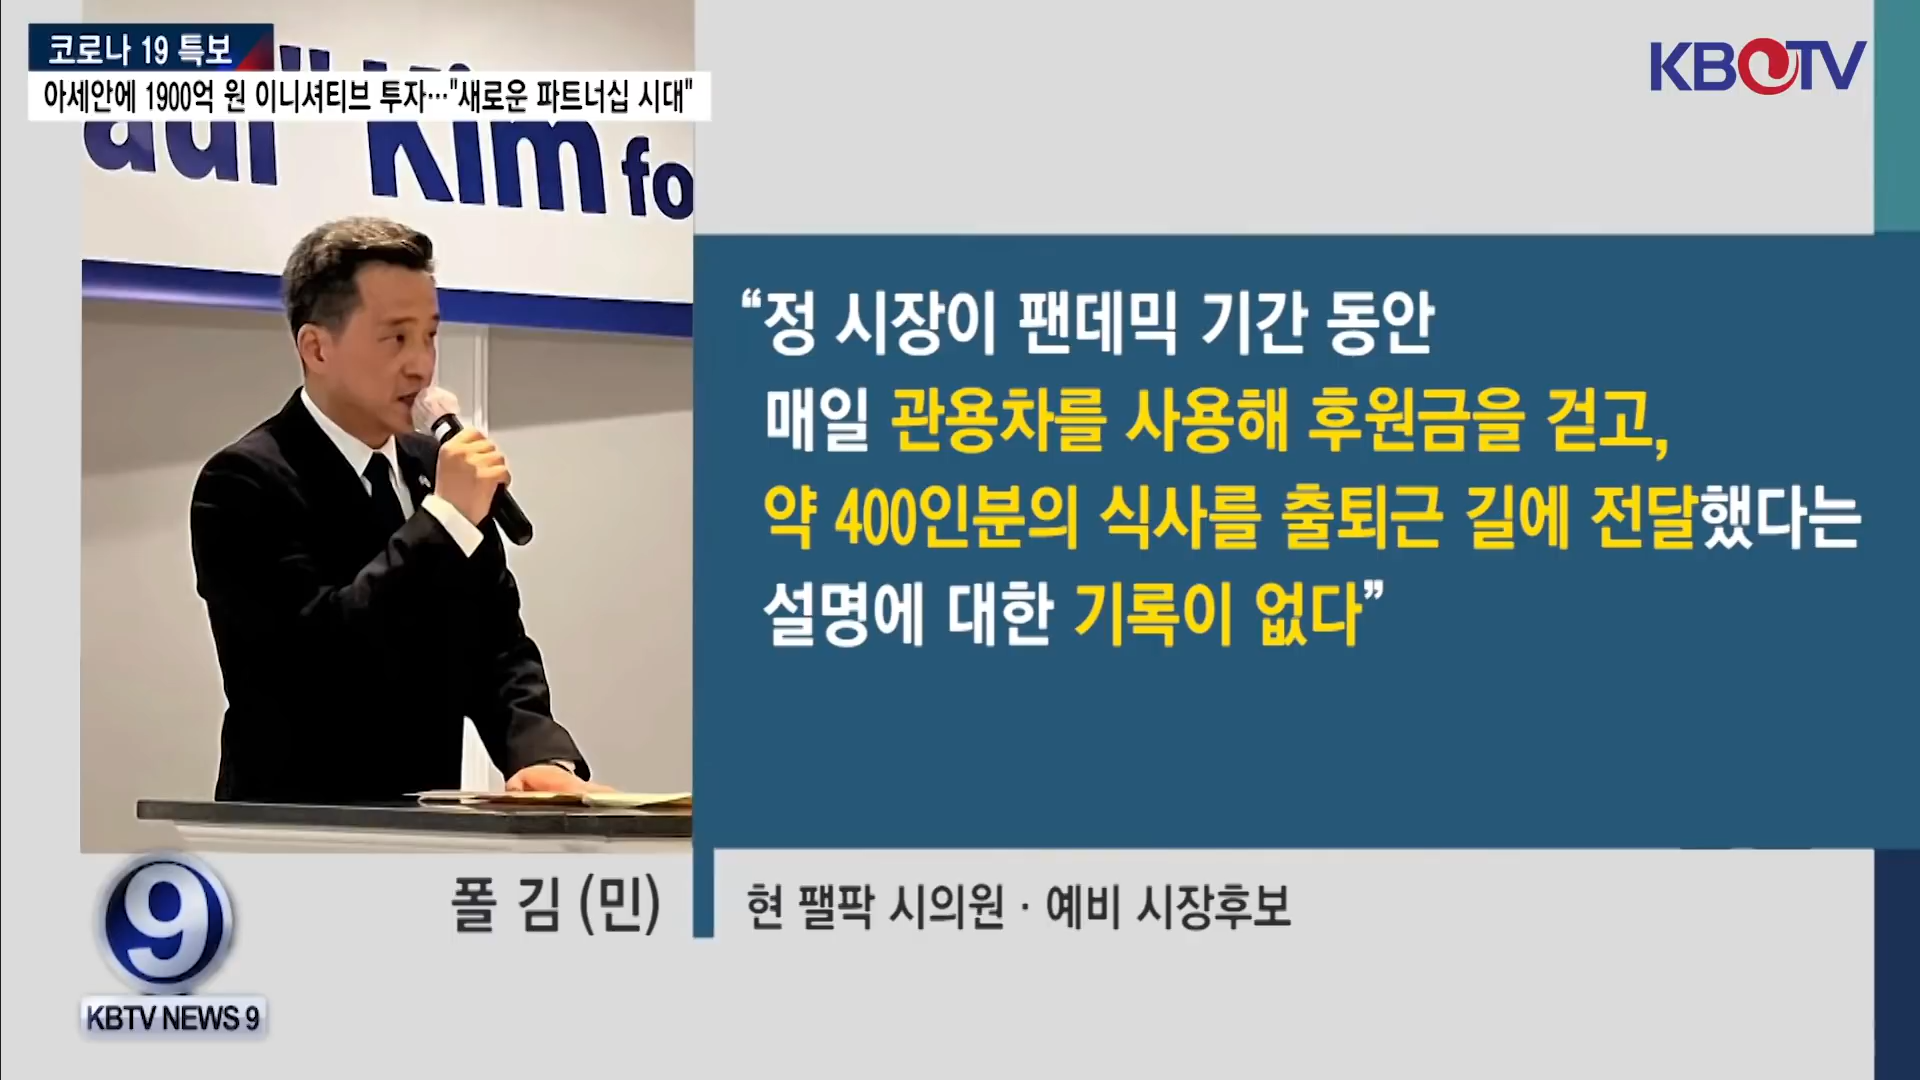 코로나 19 특보
아세안에 1900억 원 이니셔티브 투자…"새로운 파트너십 시대"
KBTV
Kim fo
“정 시장이 팬데믹 기간 동안
매일 관용차를 사용해 후원금을 걷고,
약 400인분의 식사를 출퇴근 길에 전달했다는
설명에 대한 기록이 없다”
폴 김 (민)
현 팰팍 시의원 · 예비 시장후보
9
KBTV NEWS 9